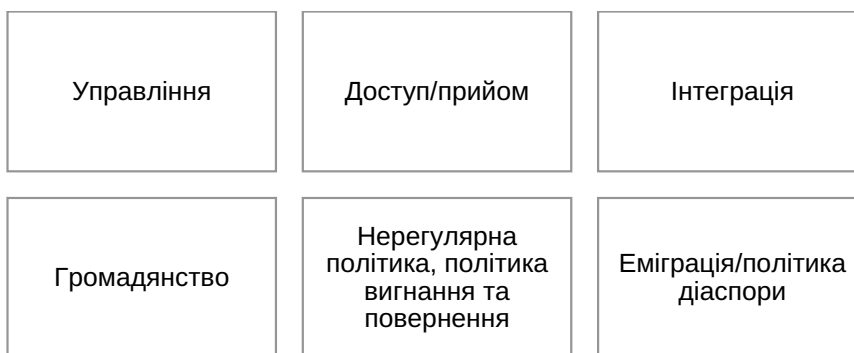 Управління
Доступ/прийом
Інтеграція
Громадянство
Нерегулярна
політика, політика
вигнання та
повернення
Еміграція/політика
діаспори